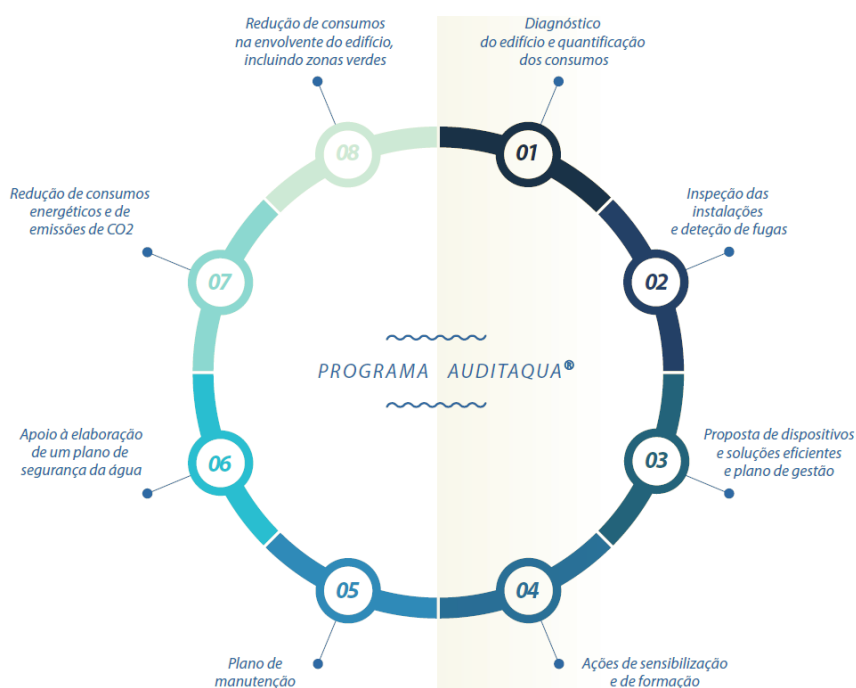 Redução de consumos
na envolvente do edifício,
incluindo zonas verdes
Diagnóstico
do edifício e quantificação
dos consumos
08
01
Redução de consumos
energéticos e de
emissões de CO2
Inspeção das
instalações
e deteção de fugas
07
02
PROGRAMA AUDITAQUA®
Apoio à elaboração
de um plano de
segurança da água
Proposta de dispositivos
e soluções eficientes
e plano de gestão
06
03
05
04
Plano de
manutenção
Ações de sensibilização
e de formação